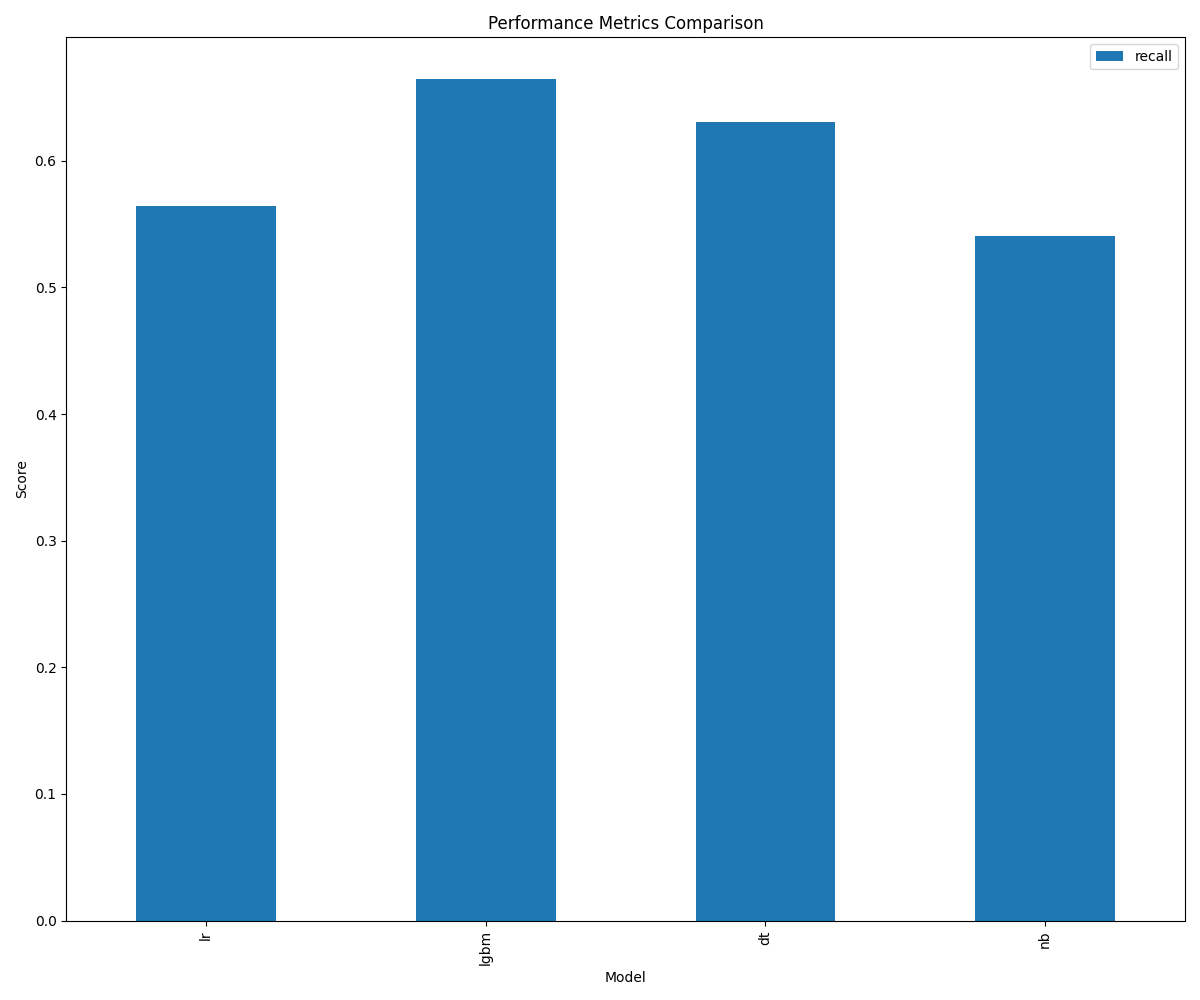 Performance Metrics Comparison
recall
Score
0.6
0.5
0.4
0.3
0.2
0.1
0.0
lr
lgbm
dt
nb
Model